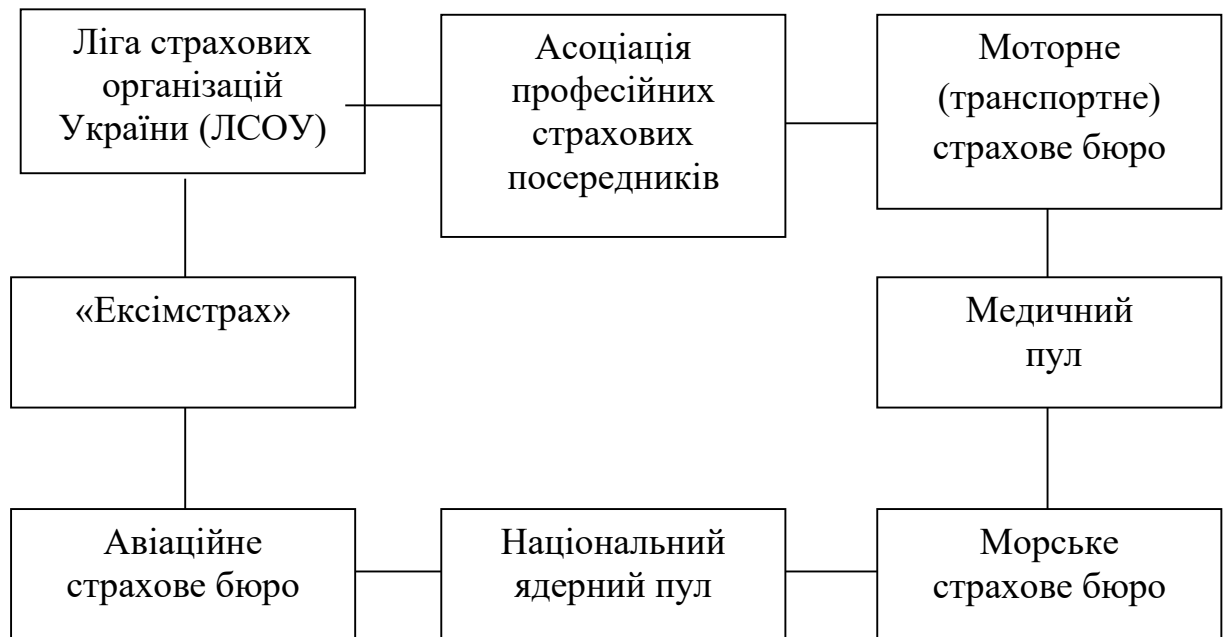 Ліга страхових
організацій
України (ЛСОУ)
Асоціація
професійних
страхових
посередників
Моторне
(транспортне)
страхове бюро
«Ексімстрах»
Медичний
пул
Авіаційне
страхове бюро
Національний
ядерний пул
Морське
страхове бюро